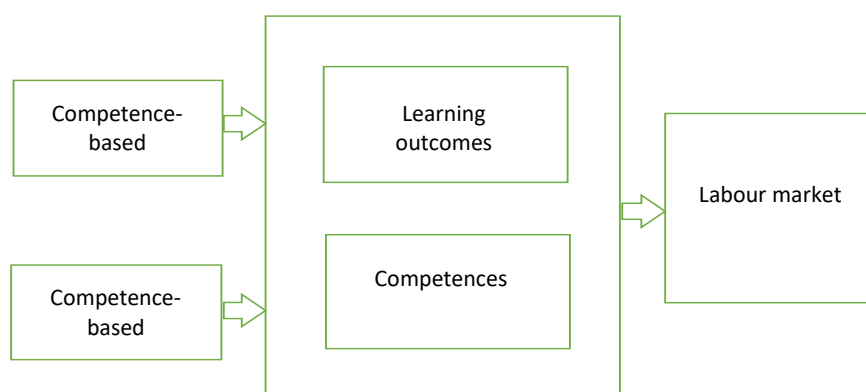 Competence-
based
Learning
outcomes
Labour market
Competence-
based
Competences